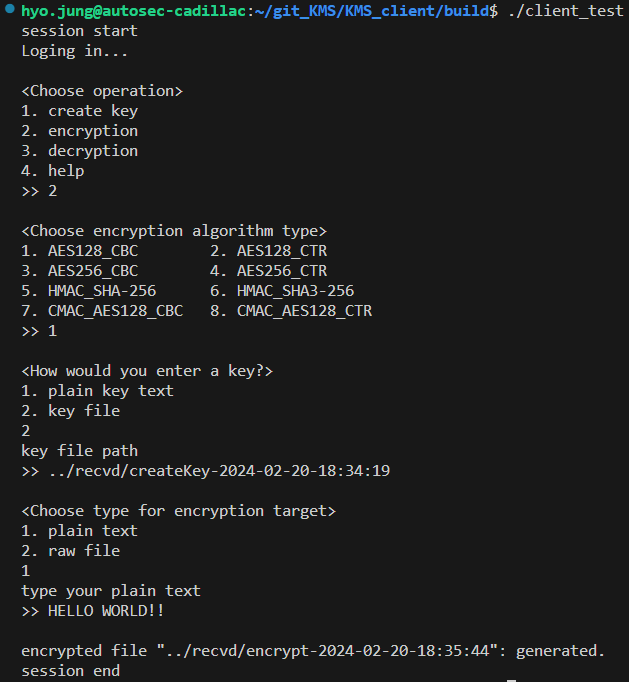 hyo.jung@autosec-cadillac:~/git_KMS/KMS_client/build$ ./client_test
session start
Loging in...
<Choose operation>
1. create key
2. encryption
3. decryption
4. help
>> 2
<Choose encryption algorithm type>
1. AES128_CBC        2. AES128_CTR
3. AES256_CBC        4. AES256_CTR
5. HMAC_SHA-256      6. HMAC_SHA3-256
7. CMAC_AES128_CBC   8. CMAC_AES128_CTR
>> 1
<How would you enter a key?>
1. plain key text
2. key file
2
key file path
>> ../recvd/createKey-2024-02-20-18:34:19
<Choose type for encryption target>
1. plain text
2. raw file
1
type your plain text
>> HELLO WORLD!!
encrypted file "../recvd/encrypt-2024-02-20-18:35:44": generated.
session end